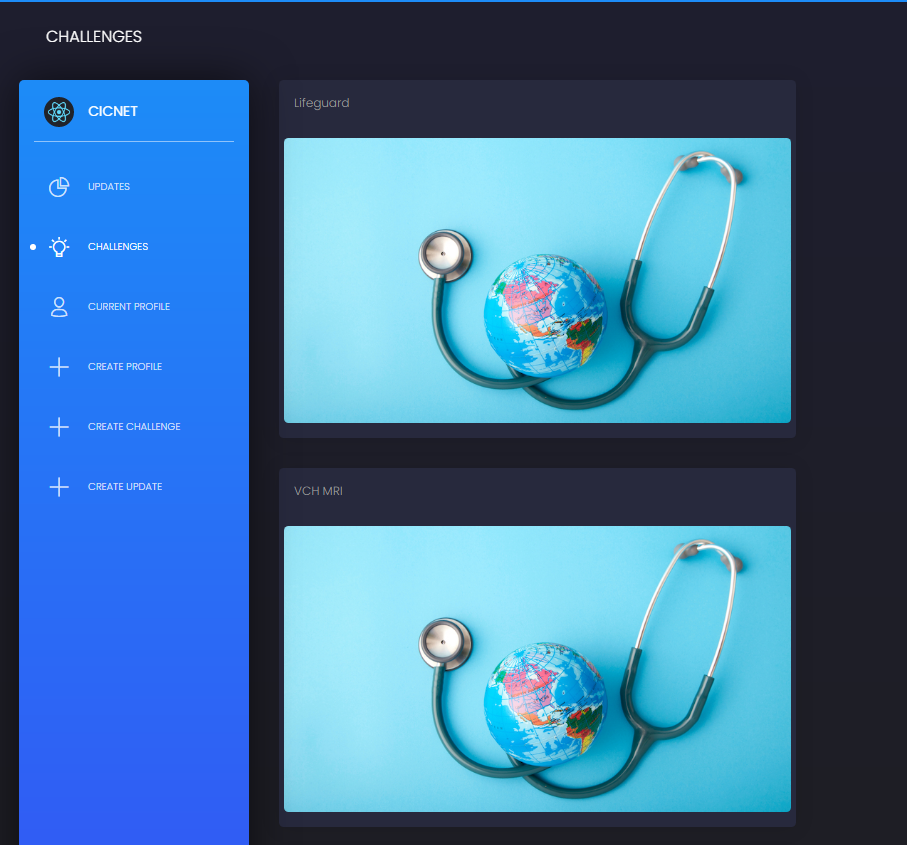 CHALLENGES
CICNET
UPDATES
CHALLENGES
CURRENT PROFILE
CREATE PROFILE
CREATE CHALLENGE
CREATE UPDATE
Lifeguard
VCH MRI